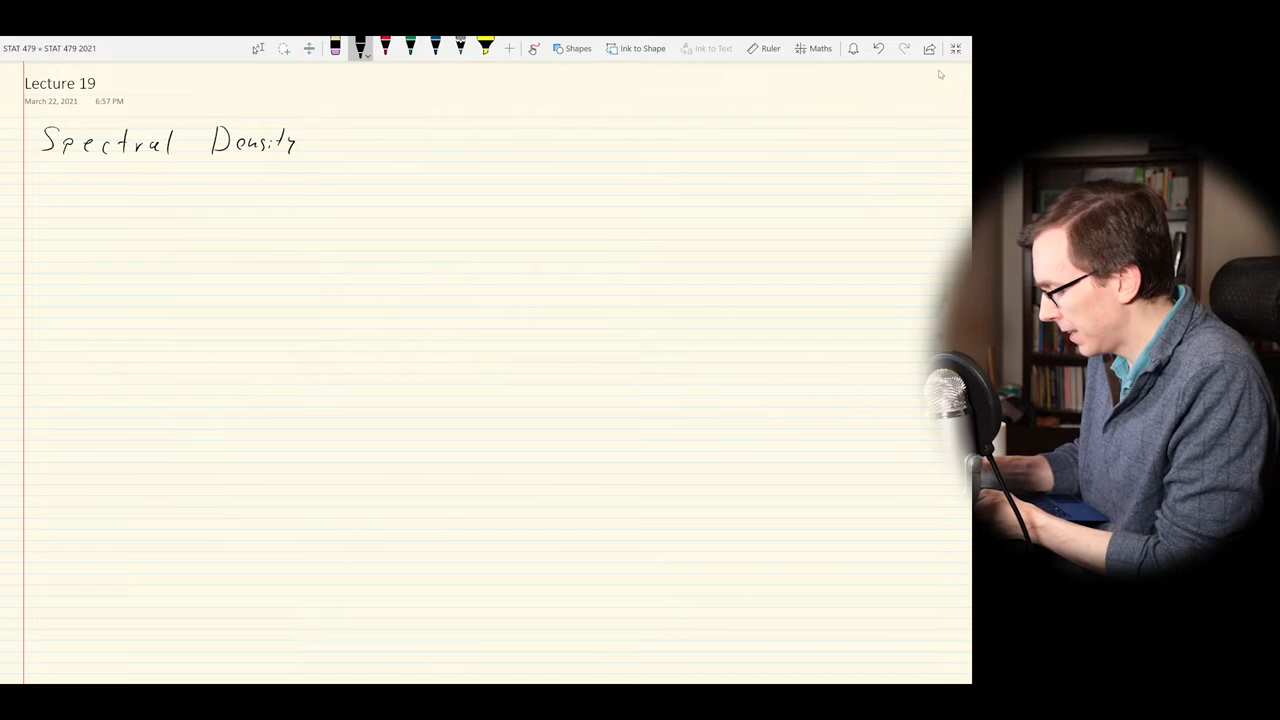 STAT 479 » STAT 479 2021
Shapes Ink to Shape Ink to Text Ruler Maths
Lecture 19
March 22, 2021 6:57 PM
Spectral Density